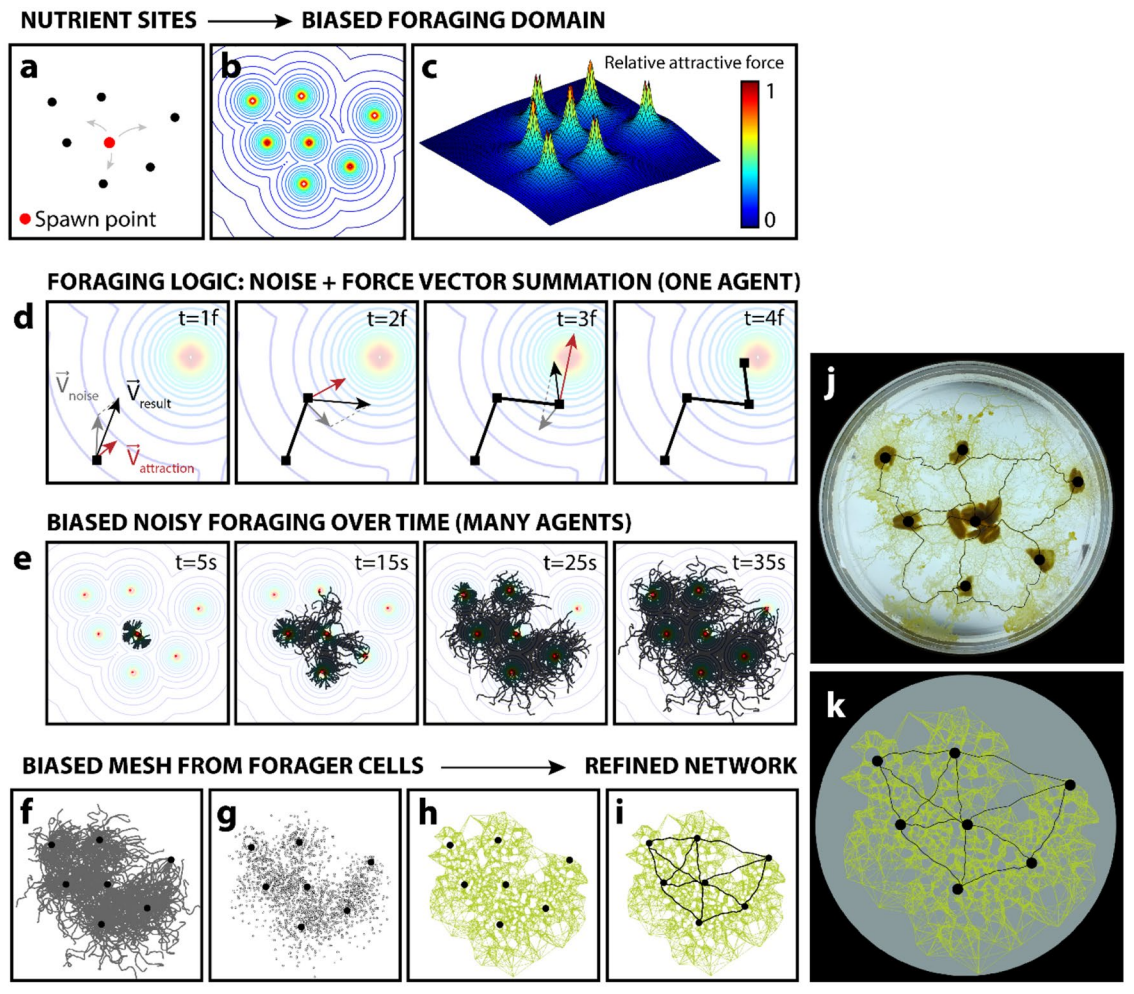 NUTRIENT SITES
BIASED FORAGING DOMAIN
a
Spawn point
b
c
Relative attractive force
1
0
FORAGING LOGIC: NOISE + FORCE VECTOR SUMMATION (ONE AGENT)
d
t=1f
V noise
V result
V attraction
t=2f
t=3f
t=4f
BIASED NOISY FORAGING OVER TIME (MANY AGENTS)
e
t=5s
t=15s
t=25s
t=35s
BIASED MESH FROM FORAGER CELLS
REFINED NETWORK
f
g
h
i
j
k